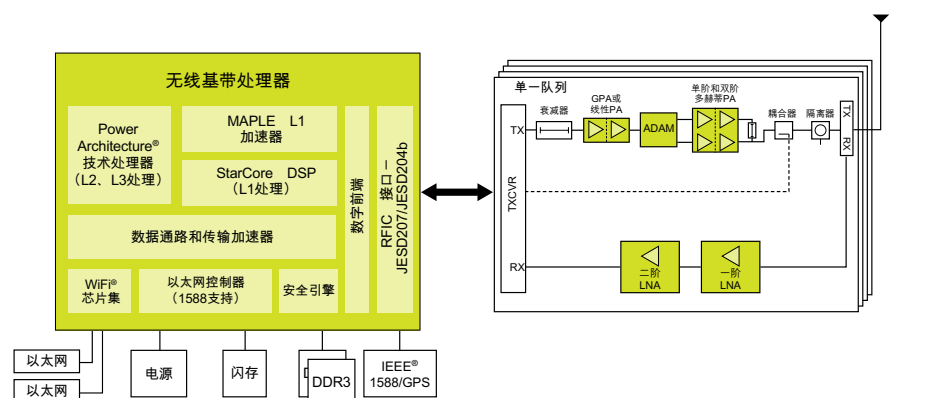 无线基带处理器
Power
Architecture®
技术处理器
（L2、L3处理）
MAPLE L1
加速器
StarCore DSP
（L1处理）
数据通路和传输加速器
WiFi®
芯片集
以太网控制器
（1588支持）
安全引擎
数字前端
RFIC 接口－
JESD207/JESD204b
以太网
以太网
电源
闪存
DDR3
IEEE®
1588/GPS
单一队列
TXCVR
TX
RX
衰减器
GPA或
线性PA
ADAM
单阶和双阶
多赫蒂PA
耦合器
隔离器
TX
RX
二阶
LNA
一阶
LNA